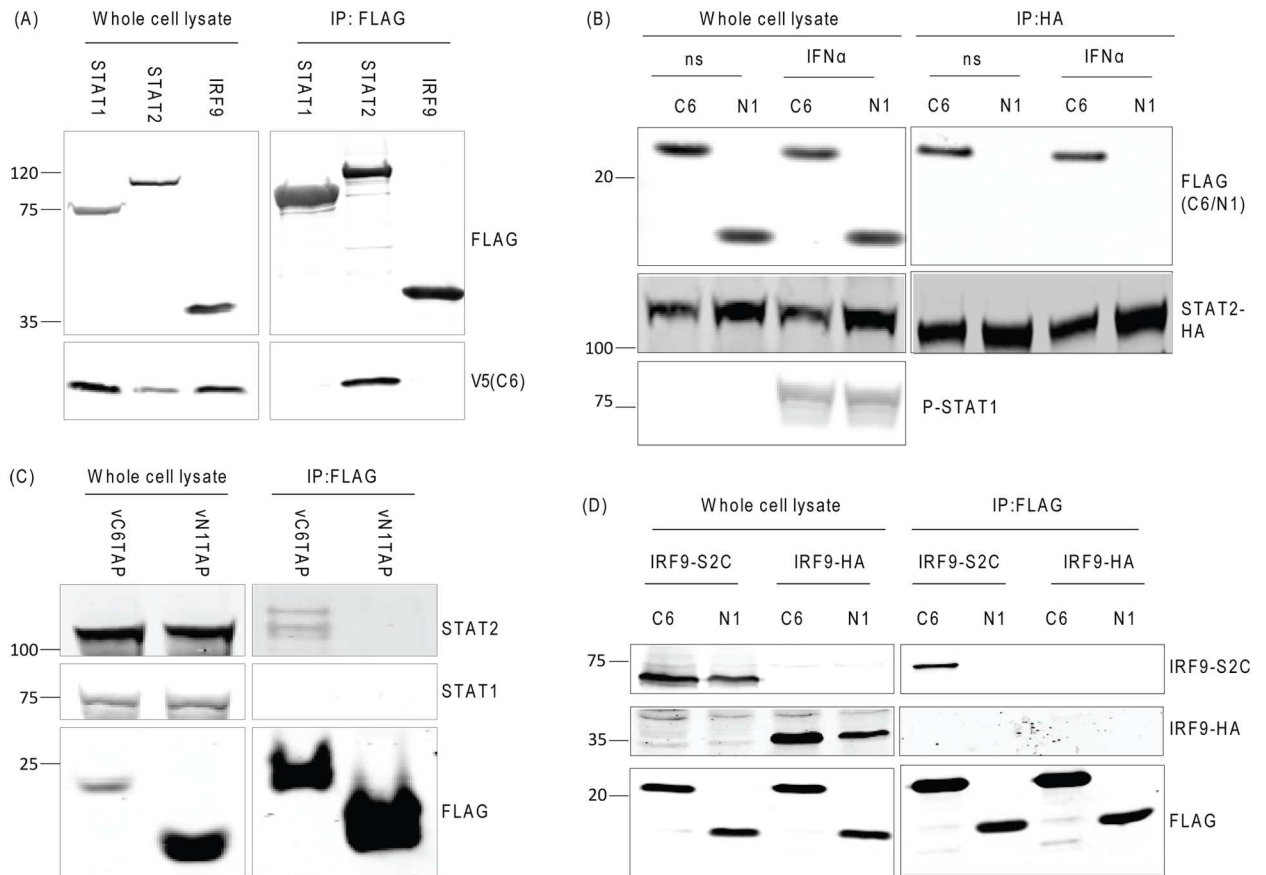 (A)
Whole cell lysate
IP: FLAG
STAT1
STAT2
IRF9
STAT1
STAT2
IRF9
120
75
FLAG
35
V5(C6)
(B)
Whole cell lysate
IP:HA
ns
IFNα
ns
IFNα
C6 N1 C6 N1 C6 N1 C6 N1
20
FLAG
(C6/N1)
STAT2-
HA
100
75
P-STAT1
(C)
Whole cell lysate
IP:FLAG
vC6TAP
vN1TAP
vC6TAP
vN1TAP
STAT2
100
STAT1
75
25
FLAG
(D)
Whole cell lysate
IP:FLAG
IRF9-S2C IRF9-HA IRF9-S2C IRF9-HA
C6 N1 C6 N1 C6 N1 C6 N1
75
IRF9-S2C
35
IRF9-HA
20
FLAG